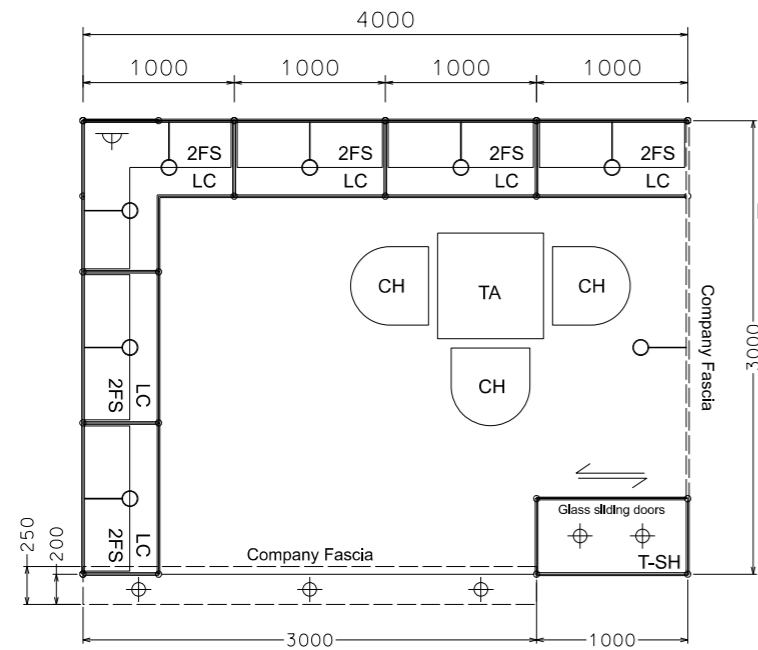 4000
1000 1000 1000 1000
2FS 2FS 2FS 2FS
LC LC LC LC
CH TA CH
CH
Company Fascia
3000
2FS LC
2FS LC
Glass sliding doors
T-SH
Company Fascia
250
200
3000 1000